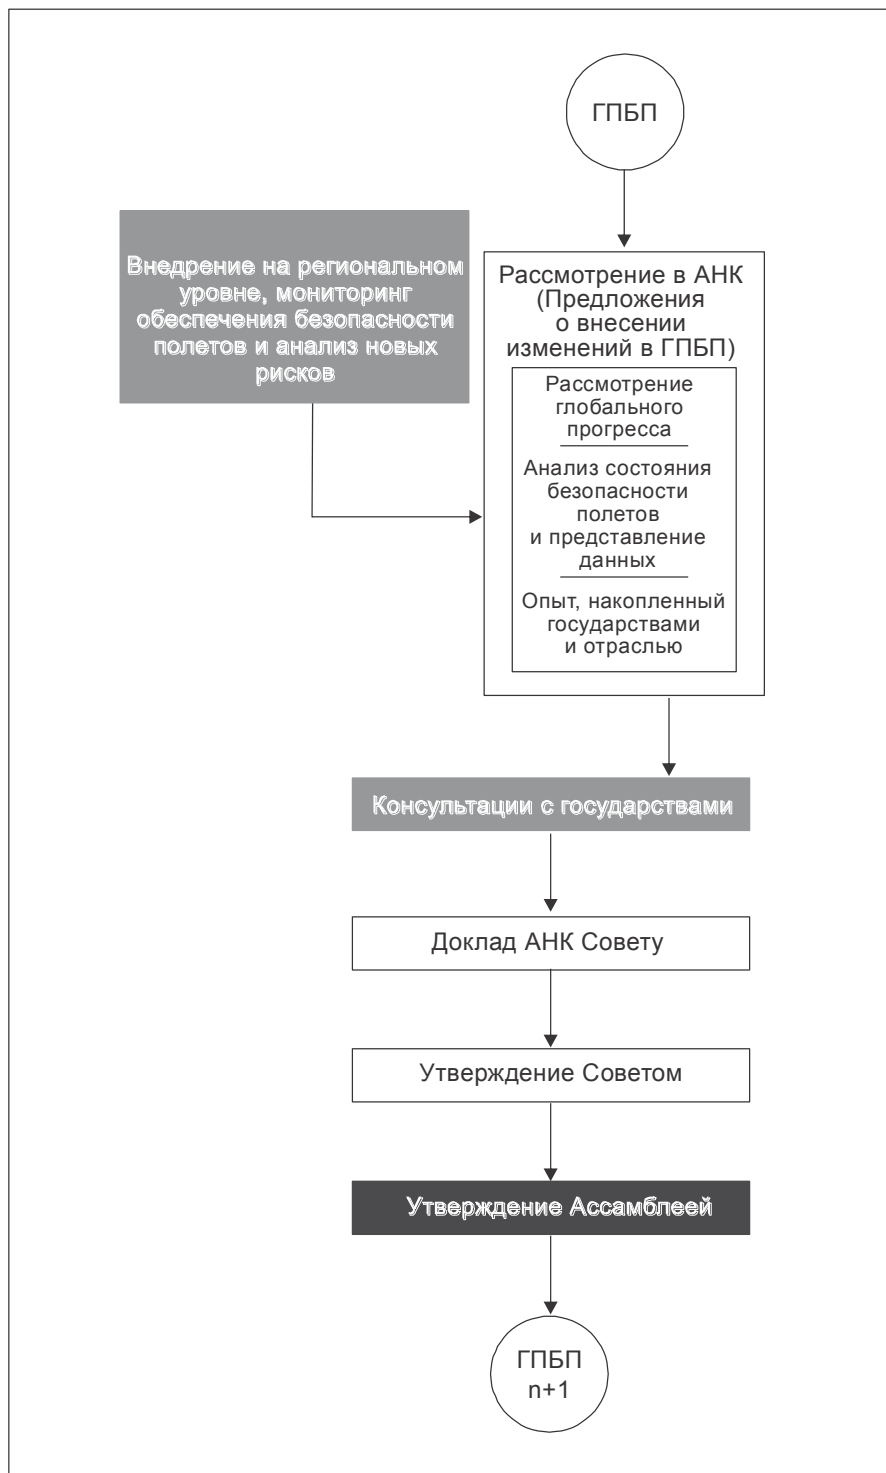 ГПБП
Внедрение на региональном
уровне, мониторинг
обеспечения безопасности
полетов и анализ новых
рисков
Рассмотрение в АНК
(Предложения
о внесении
изменений в ГПБП)
Рассмотрение
глобального
прогресса
Анализ состояния
безопасности
полетов
и представление
данных
Опыт, накопленный
государствами
и отраслью
Консультации с государствами
Доклад АНК Совету
Утверждение Советом
Утверждение Ассамблеей
ГПБП
n+1